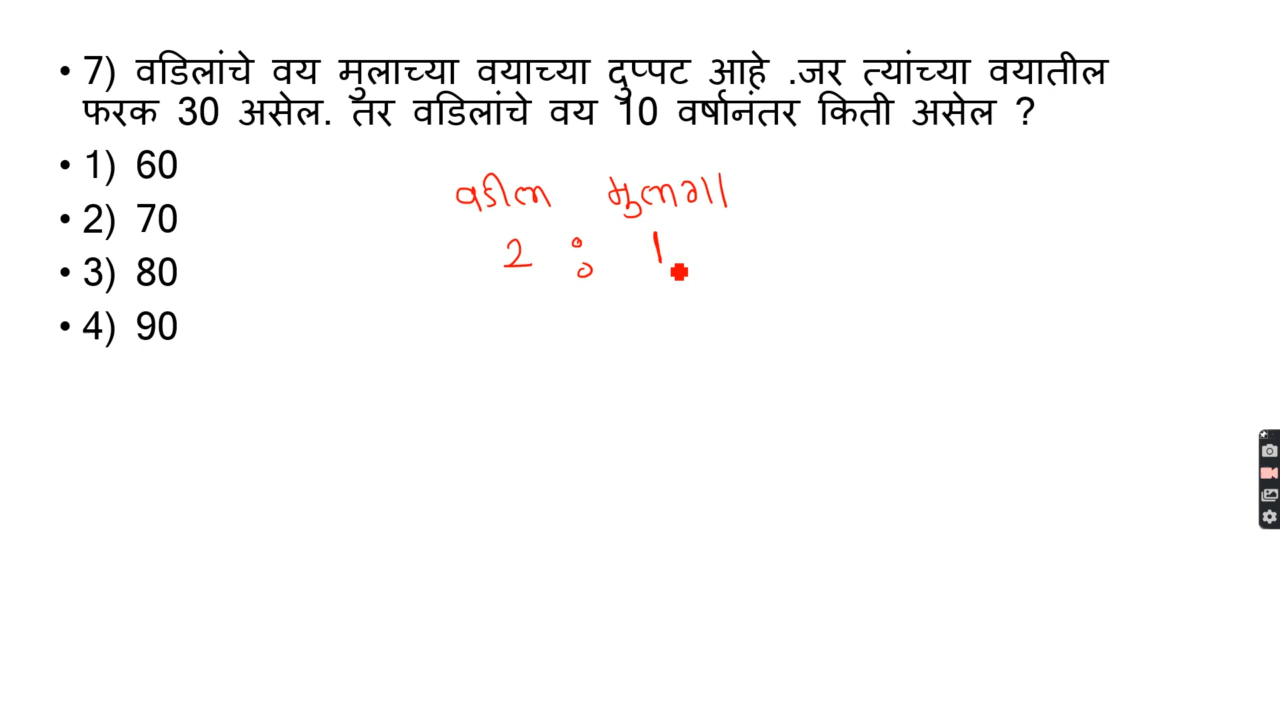 • 7) वडिलांचे वय मुलाच्या वयाच्या दुप्पट आहे .जर त्यांच्या वयातील
फरक 30 असेल. तर वडिलांचे वय 10 वर्षानंतर किती असेल ?
• 1) 60
• 2) 70
• 3) 80
• 4) 90
वडील मुलगा
2 : 1